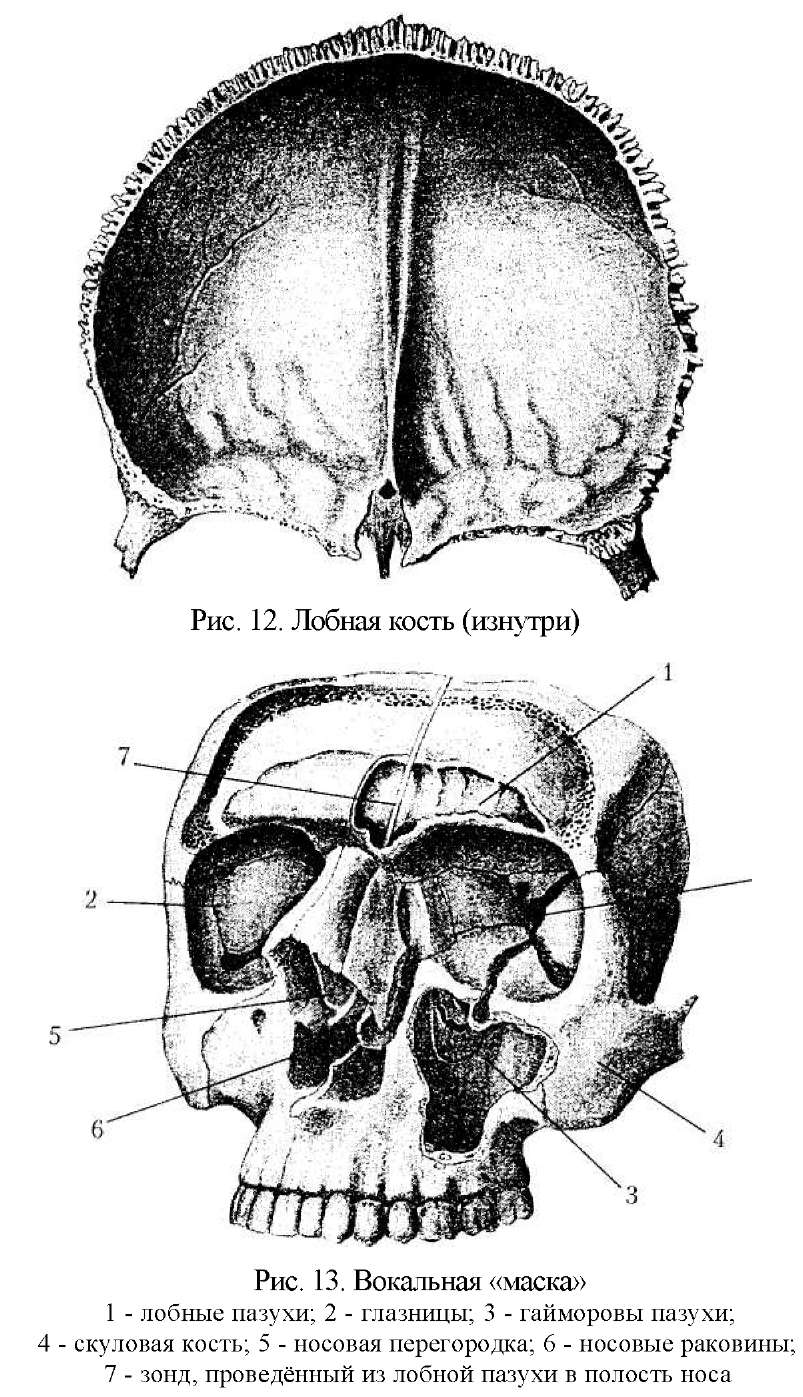 Рис. 12. Лобная кость (изнутри)
1
7
2
5
6
4
3
Рис. 13. Вокальная «маска»
1 - лобные пазухи; 2 - глазницы; 3 - гайморовы пазухи;
4 - скуловая кость; 5 - носовая перегородка; 6 - носовые раковины;
7 - зонд, проведённый из лобной пазухи в полость носа